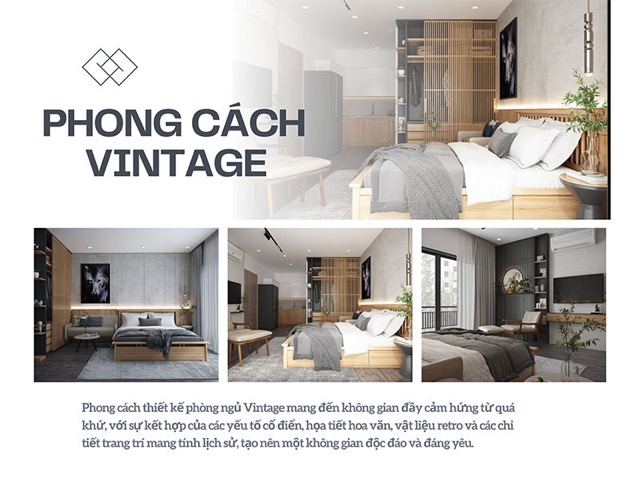 PHONG CÁCH
VINTAGE
Phong cách thiết kế phòng ngủ Vintage mang đến không gian đầy cảm hứng từ quá
khứ, với sự kết hợp của các yếu tố cổ điển, họa tiết hoa văn, vật liệu retro và các chi
tiết trang trí mang tính lịch sử, tạo nên một không gian độc đáo và đáng yêu.